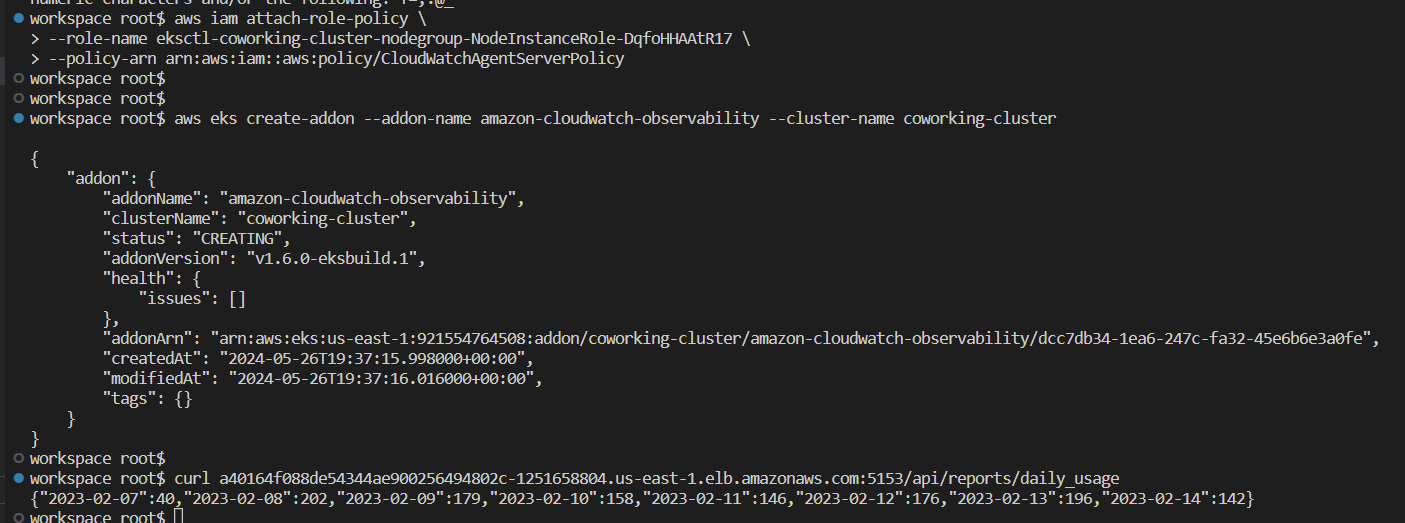 numeric characters and/or the following: +=,.@_
workspace root$ aws iam attach-role-policy \
> --role-name eksctl-coworking-cluster-nodegroup-NodeInstanceRole-DqfoHHAAtR17 \
> --policy-arn arn:aws:iam::aws:policy/CloudWatchAgentServerPolicy
workspace root$
workspace root$
workspace root$ aws eks create-addon --addon-name amazon-cloudwatch-observability --cluster-name coworking-cluster
{
    "addon": {
        "addonName": "amazon-cloudwatch-observability",
        "clusterName": "coworking-cluster",
        "status": "CREATING",
        "addonVersion": "v1.6.0-eksbuild.1",
        "health": {
            "issues": []
        },
        "addonArn": "arn:aws:eks:us-east-1:921554764508:addon/coworking-cluster/amazon-cloudwatch-observability/dcc7db34-1ea6-247c-fa32-45e6b6e3a0fe",
        "createdAt": "2024-05-26T19:37:15.998000+00:00",
        "modifiedAt": "2024-05-26T19:37:16.016000+00:00",
        "tags": {}
    }
}
workspace root$
workspace root$ curl a40164f088de54344ae900256494802c-1251658804.us-east-1.elb.amazonaws.com:5153/api/reports/daily_usage
{"2023-02-07":40,"2023-02-08":202,"2023-02-09":179,"2023-02-10":158,"2023-02-11":146,"2023-02-12":176,"2023-02-13":196,"2023-02-14":142}
workspace root$